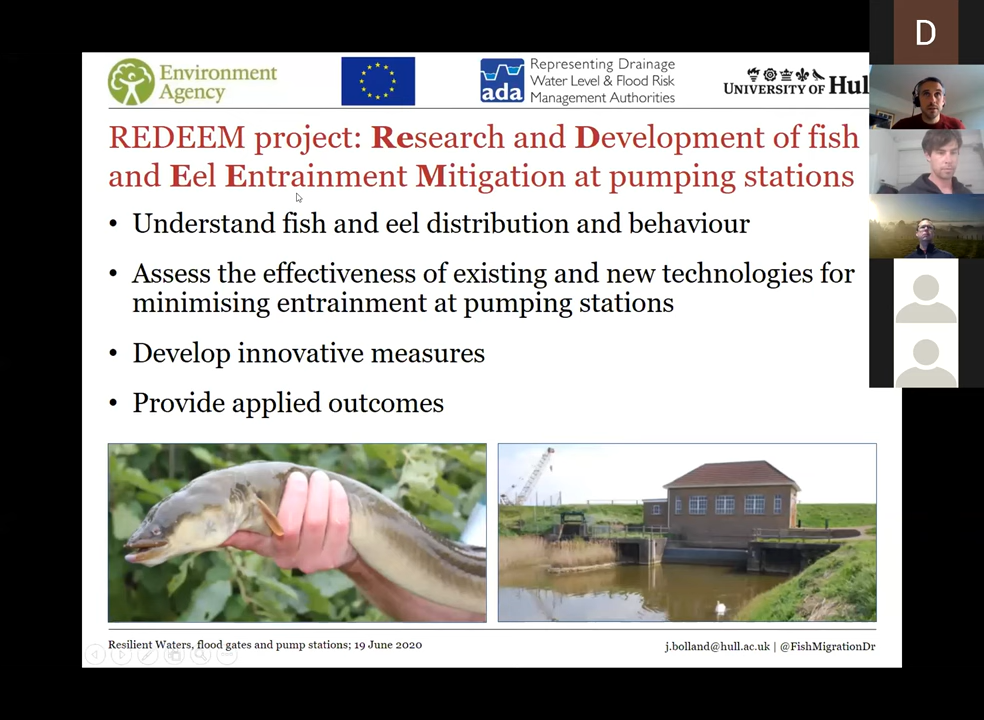 Environment
Agency
ada
Representing Drainage
Water Level & Flood Risk
Management Authorities
UNIVERSITY OF Hul
D
REDEEM project: Research and Development of fish
and Eel Entrainment Mitigation at pumping stations
• Understand fish and eel distribution and behaviour
• Assess the effectiveness of existing and new technologies for
minimising entrainment at pumping stations
• Develop innovative measures
• Provide applied outcomes
Resilient Waters, flood gates and pump stations; 19 June 2020
j.bolland@hull.ac.uk | @FishMigrationDr